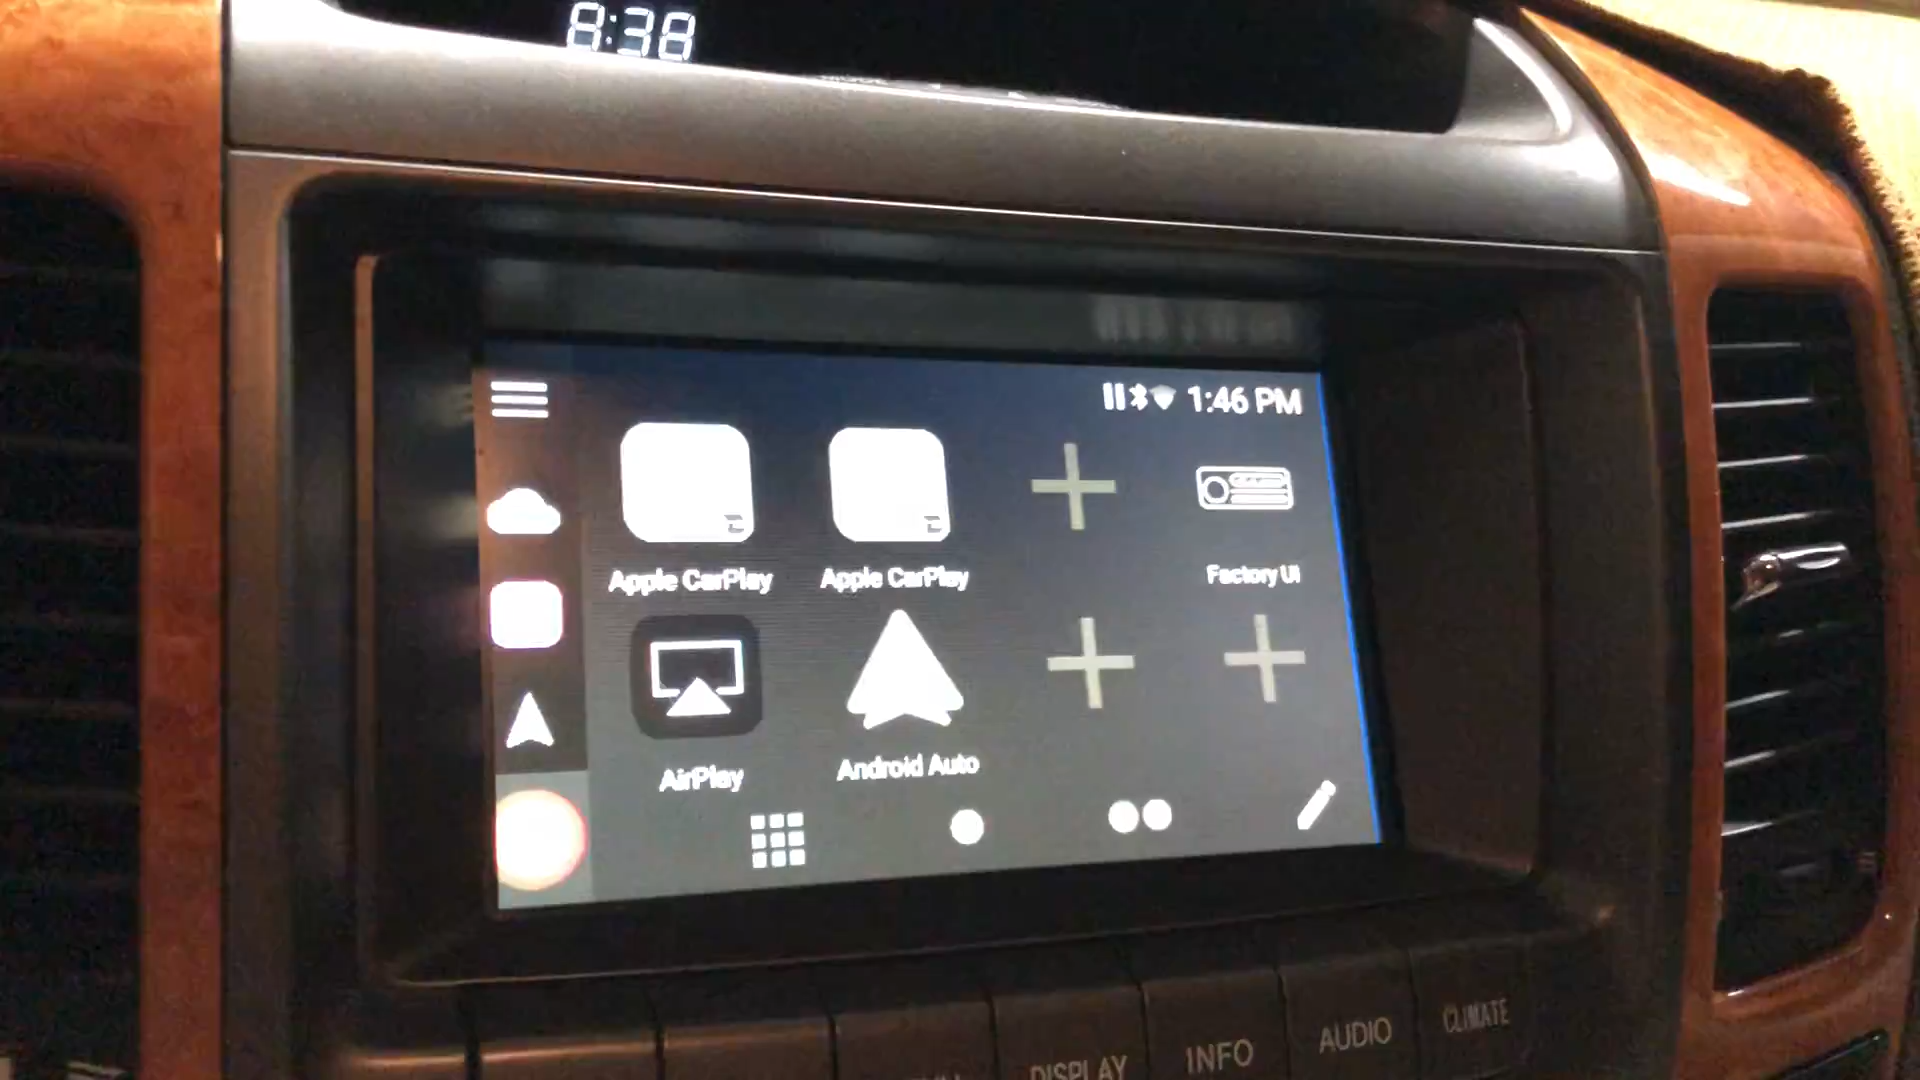 8:38
1:46 PM
Apple CarPlay
Apple CarPlay
Factory UI
AirPlay
Android Auto
DISPLAY
INFO
AUDIO
CLIMATE